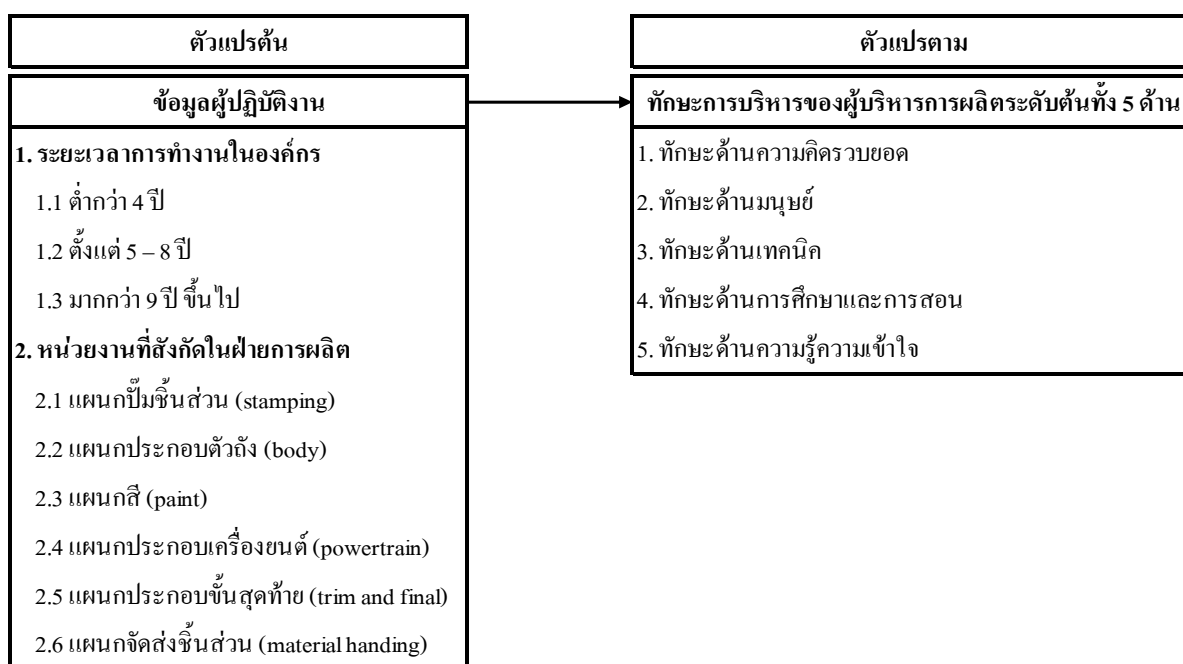 ตัวแปรต้น
ข้อมูลผู้ปฏิบัติงาน
1. ระยะเวลาการทำงานในองค์กร
1.1 ต่ำกว่า 4 ปี
1.2 ตั้งแต่ 5 – 8 ปี
1.3 มากกว่า 9 ปี ขึ้นไป
2. หน่วยงานที่สังกัดในฝ่ายการผลิต
2.1 แผนกปั๊มชิ้นส่วน (stamping)
2.2 แผนกประกอบตัวถัง (body)
2.3 แผนกสี (paint)
2.4 แผนกประกอบเครื่องยนต์ (powertrain)
2.5 แผนกประกอบขั้นสุดท้าย (trim and final)
2.6 แผนกจัดส่งชิ้นส่วน (material handing)
ตัวแปรตาม
ทักษะการบริหารของผู้บริหารการผลิตระดับต้นทั้ง 5 ด้าน
1. ทักษะด้านความคิดรวบยอด
2. ทักษะด้านมนุษย์
3. ทักษะด้านเทคนิค
4. ทักษะด้านการศึกษาและการสอน
5. ทักษะด้านความรู้ความเข้าใจ